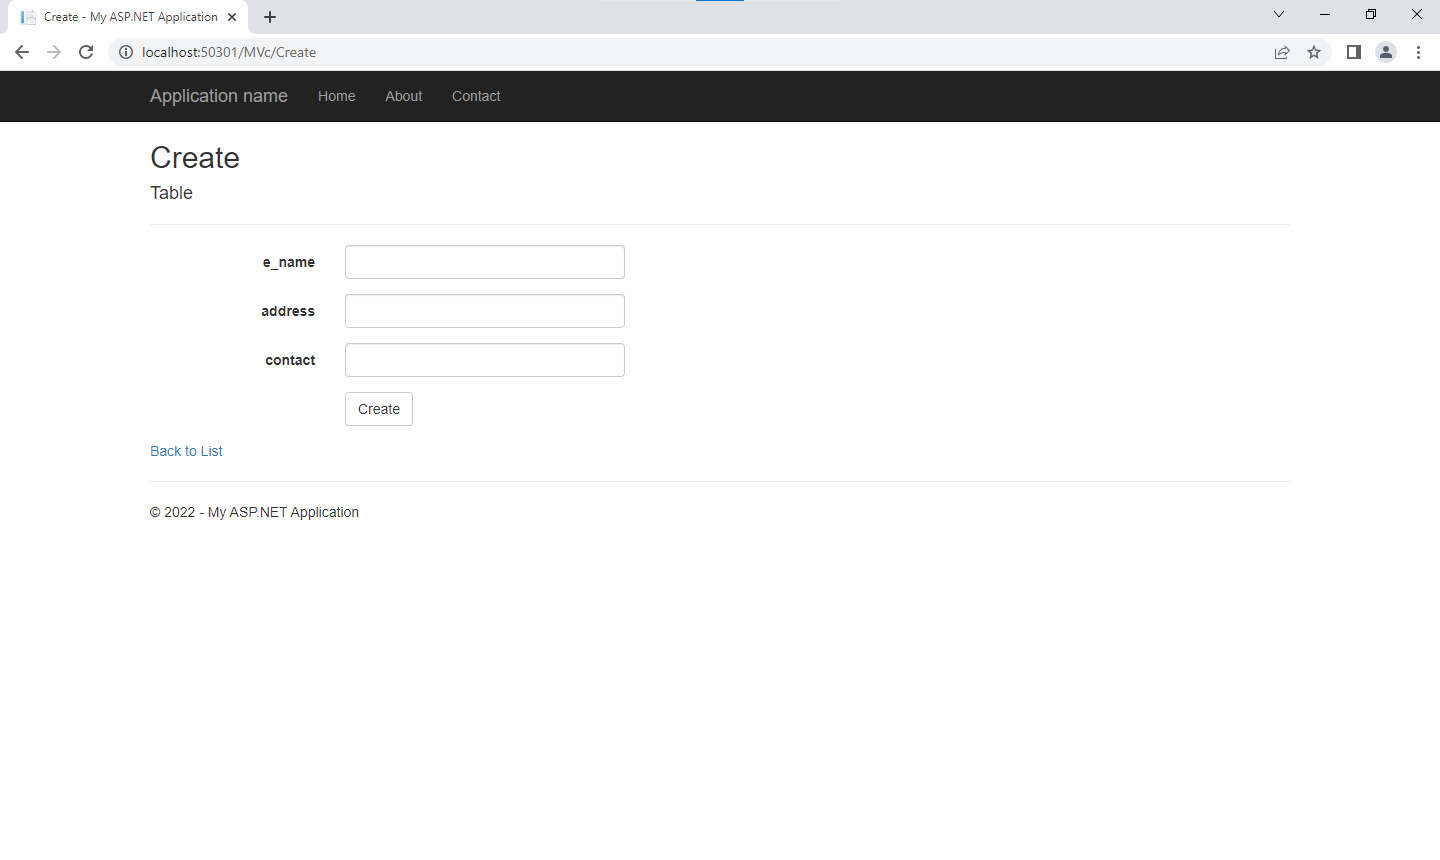 Create - My ASP.NET Application
localhost:50301/MVc/Create
Application name Home About Contact
Create
Table
e_name
address
contact
Create
Back to List
© 2022 - My ASP.NET Application